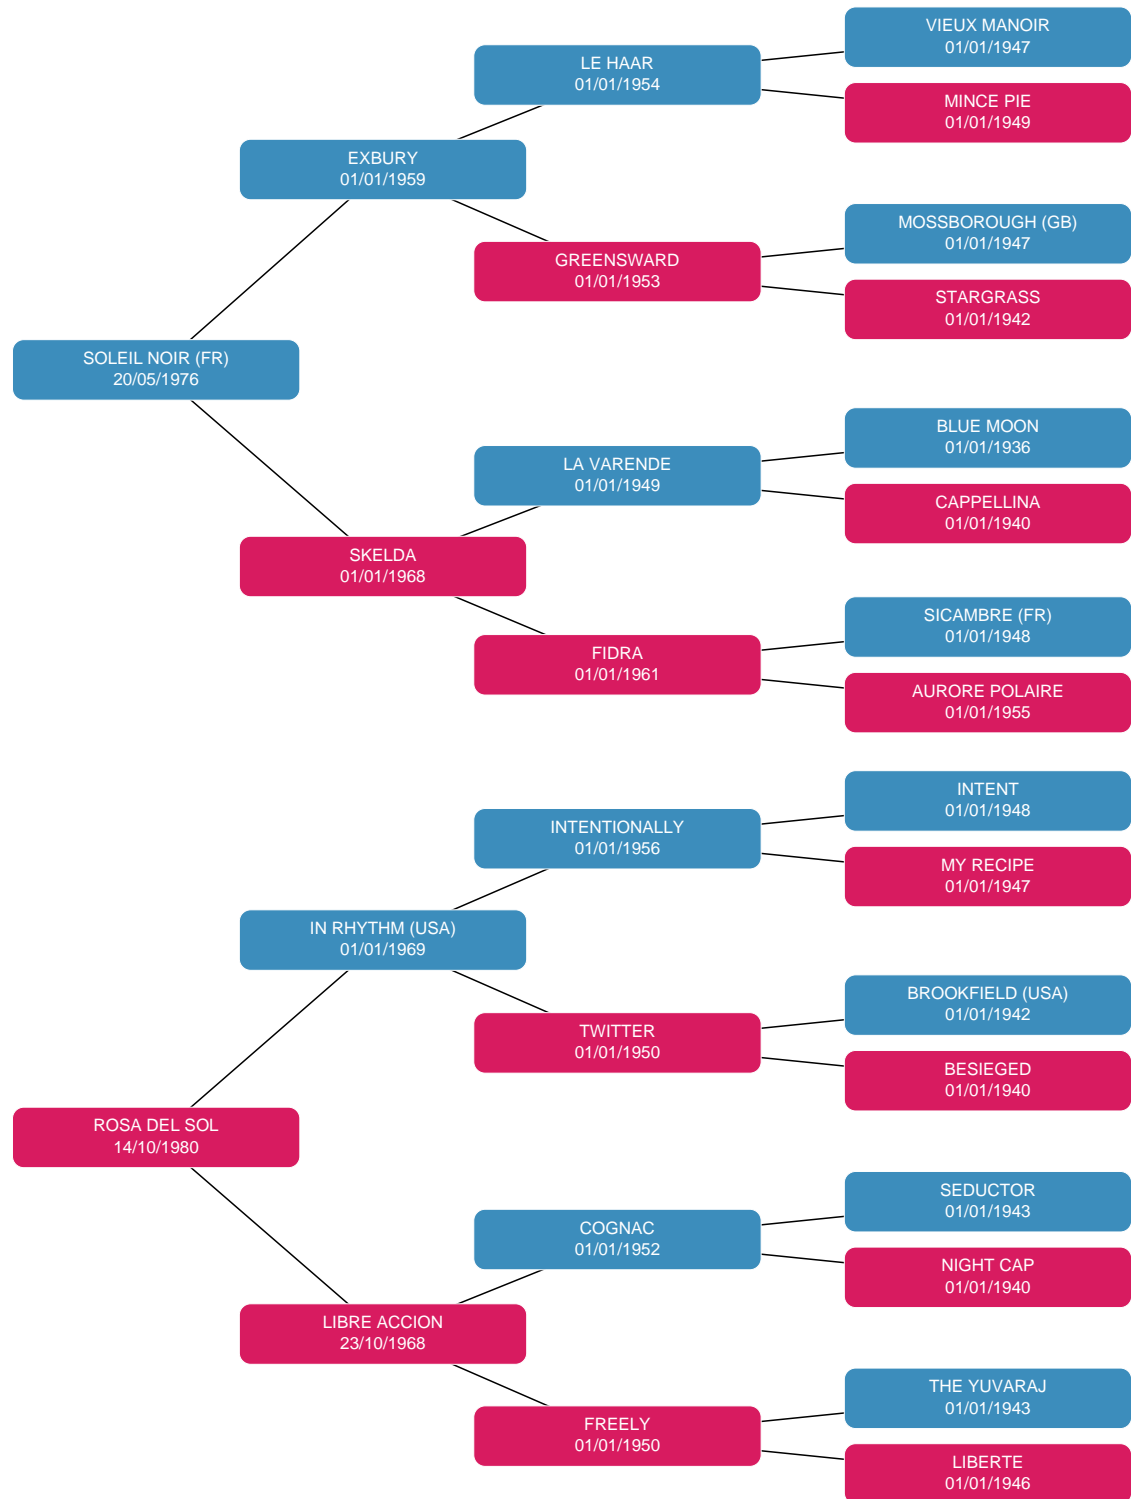 VIEUX MANOIR
01/01/1947
LE HAAR
01/01/1954
MINCE PIE
01/01/1949
EXBURY
01/01/1959
MOSSBOROUGH (GB)
01/01/1947
GREENSWARD
01/01/1953
STARGRASS
01/01/1942
SOLEIL NOIR (FR)
20/05/1976
BLUE MOON
01/01/1936
LA VARENDE
01/01/1949
CAPPELLINA
01/01/1940
SKELDA
01/01/1968
SICAMBRE (FR)
01/01/1948
FIDRA
01/01/1961
AURORE POLAIRE
01/01/1955
INTENT
01/01/1948
INTENTIONALLY
01/01/1956
MY RECIPE
01/01/1947
IN RHYTHM (USA)
01/01/1969
BROOKFIELD (USA)
01/01/1942
TWITTER
01/01/1950
BESIEGED
01/01/1940
ROSA DEL SOL
14/10/1980
SEDUCTOR
01/01/1943
COGNAC
01/01/1952
NIGHT CAP
01/01/1940
LIBRE ACCION
23/10/1968
THE YUVARAJ
01/01/1943
FREELY
01/01/1950
LIBERTE
01/01/1946